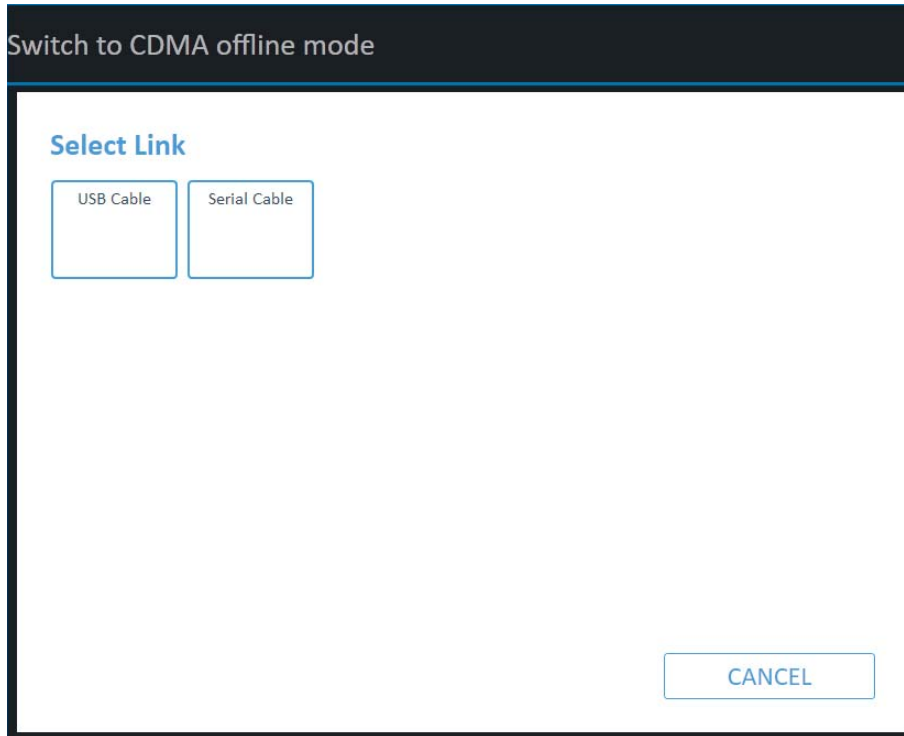 Switch to CDMA offline mode
Select Link
USB Cable
Serial Cable
CANCEL